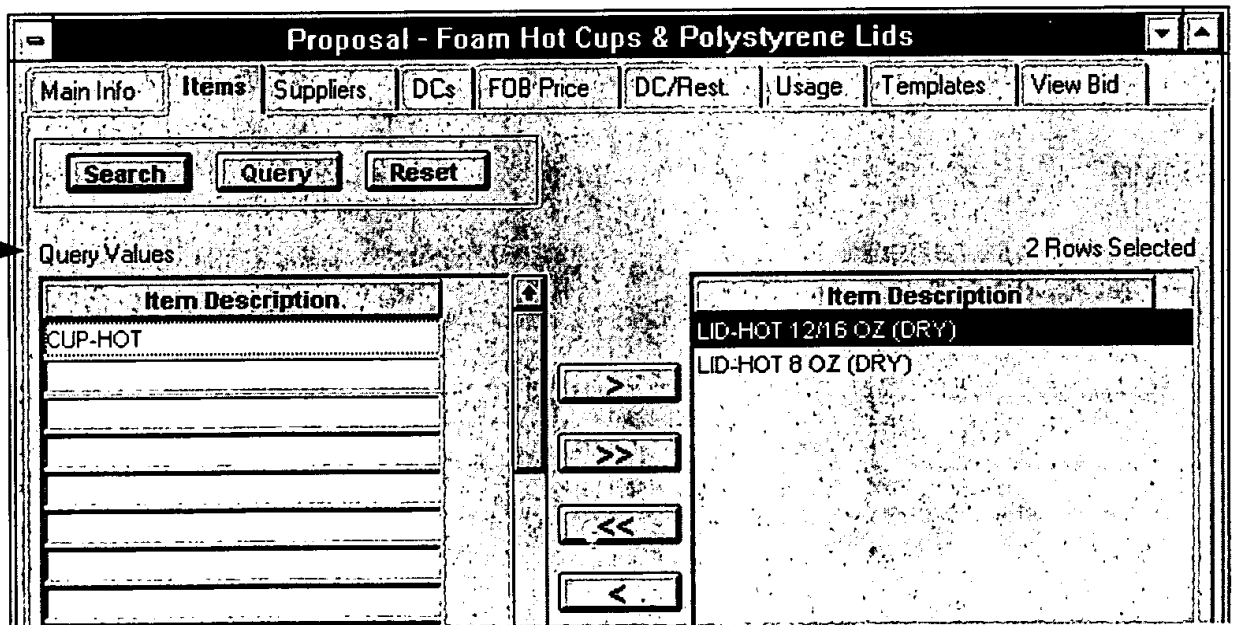 Proposal - Foam Hot Cups & Polystyrene Lids
Main Info Items Suppliers DCs FOB Price DC/Rest. Usage Templates View Bid
Search Query Reset
Query Values 2 Rows Selected
Item Description Item Description
CUP-HOT LID-HOT 12/16 OZ (DRY)
LID-HOT 8 OZ (DRY)
>
>>
<<
<